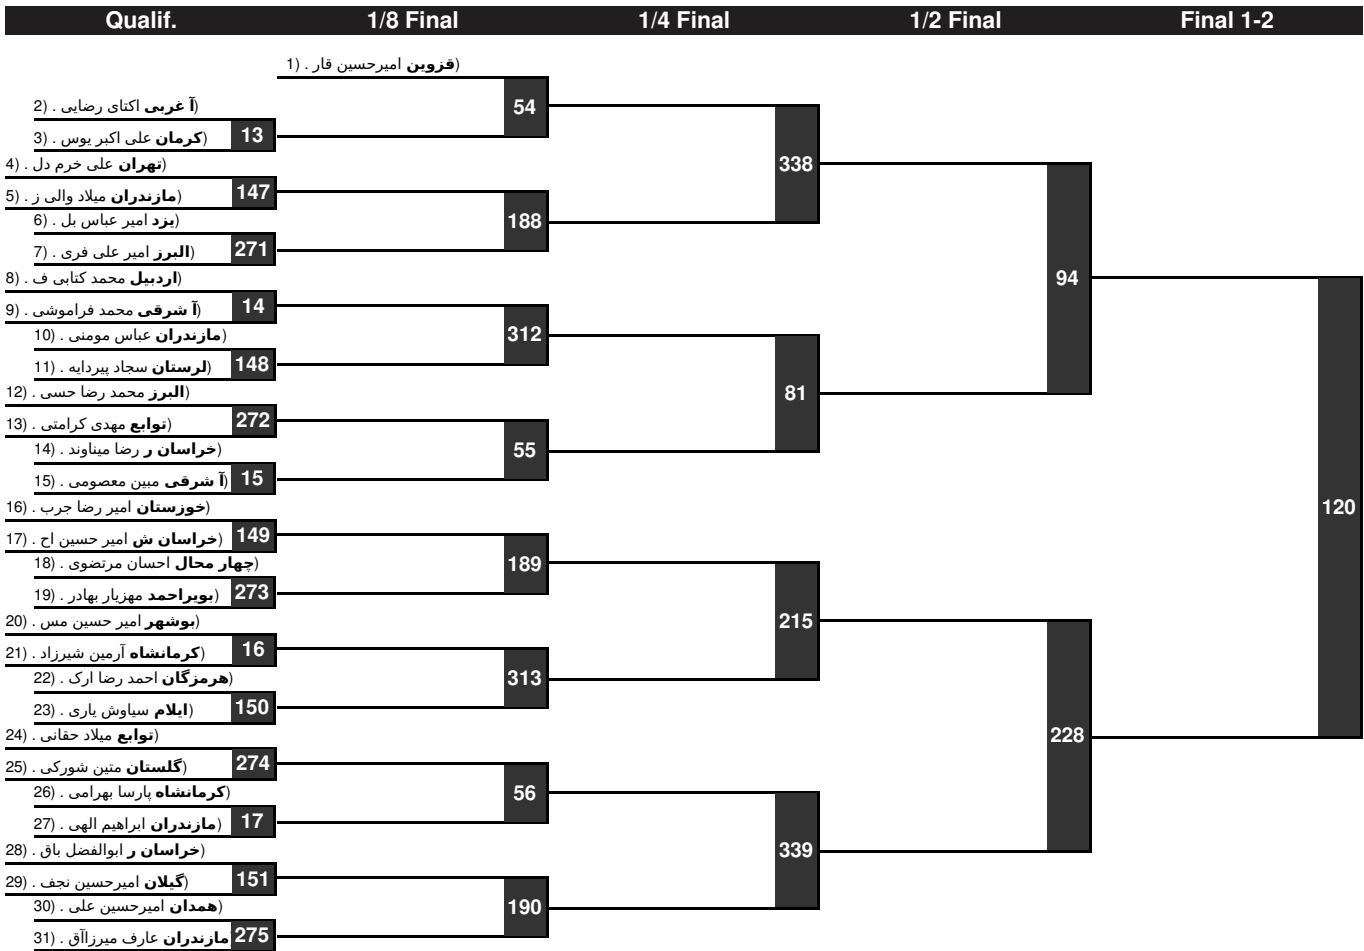 Qualif. 1/8 Final 1/4 Final 1/2 Final Final 1-2
1) . امیرحسین قار قزوین)
54
2) . اکتای رضایی آ غربی)
13
3) . علی اکبر یوس کرمان)
338
4) . علی خرم دل تهران)
147
5) . میلاد والی ز مازندران)
188
6) . امیر عباس بل یزد)
271
7) . امیر علی فری البرز)
94
8) . محمد کتابی ف اردبیل)
14
9) . محمد فراموشی آ شرقی)
312
10) . عباس مومنی مازندران)
148
11) . سجاد پیردایه لرستان)
81
12) . محمد رضا حسی البرز)
272
13) . مهدی کرامتی توابع)
55
14) . رضا میناوند خراسان ر)
15
15) . مبین معصومی آ شرقی)
120
16) . امیر رضا جرب خوزستان)
149
17) . امیر حسین اح خراسان ش)
189
18) . احسان مرتضوی چهار محال)
273
19) . مهزیار بهادر بویراحمد)
215
20) . امیر حسین مس بوشهر)
16
21) . آرمین شیرزاد کرمانشاه)
313
22) . احمد رضا ارک هرمزگان)
150
23) . سیاوش یاری ایلام)
228
24) . میلاد حقانی توابع)
274
25) . متین شورکی گلستان)
56
26) . پارسا بهرامی کرمانشاه)
17
27) . ابراهیم الهی مازندران)
339
28) . ابوالفضل باق خراسان ر)
151
29) . امیرحسین نجف گیلان)
190
30) . امیرحسین علی همدان)
275
31) . عارف میرزاآق مازندران